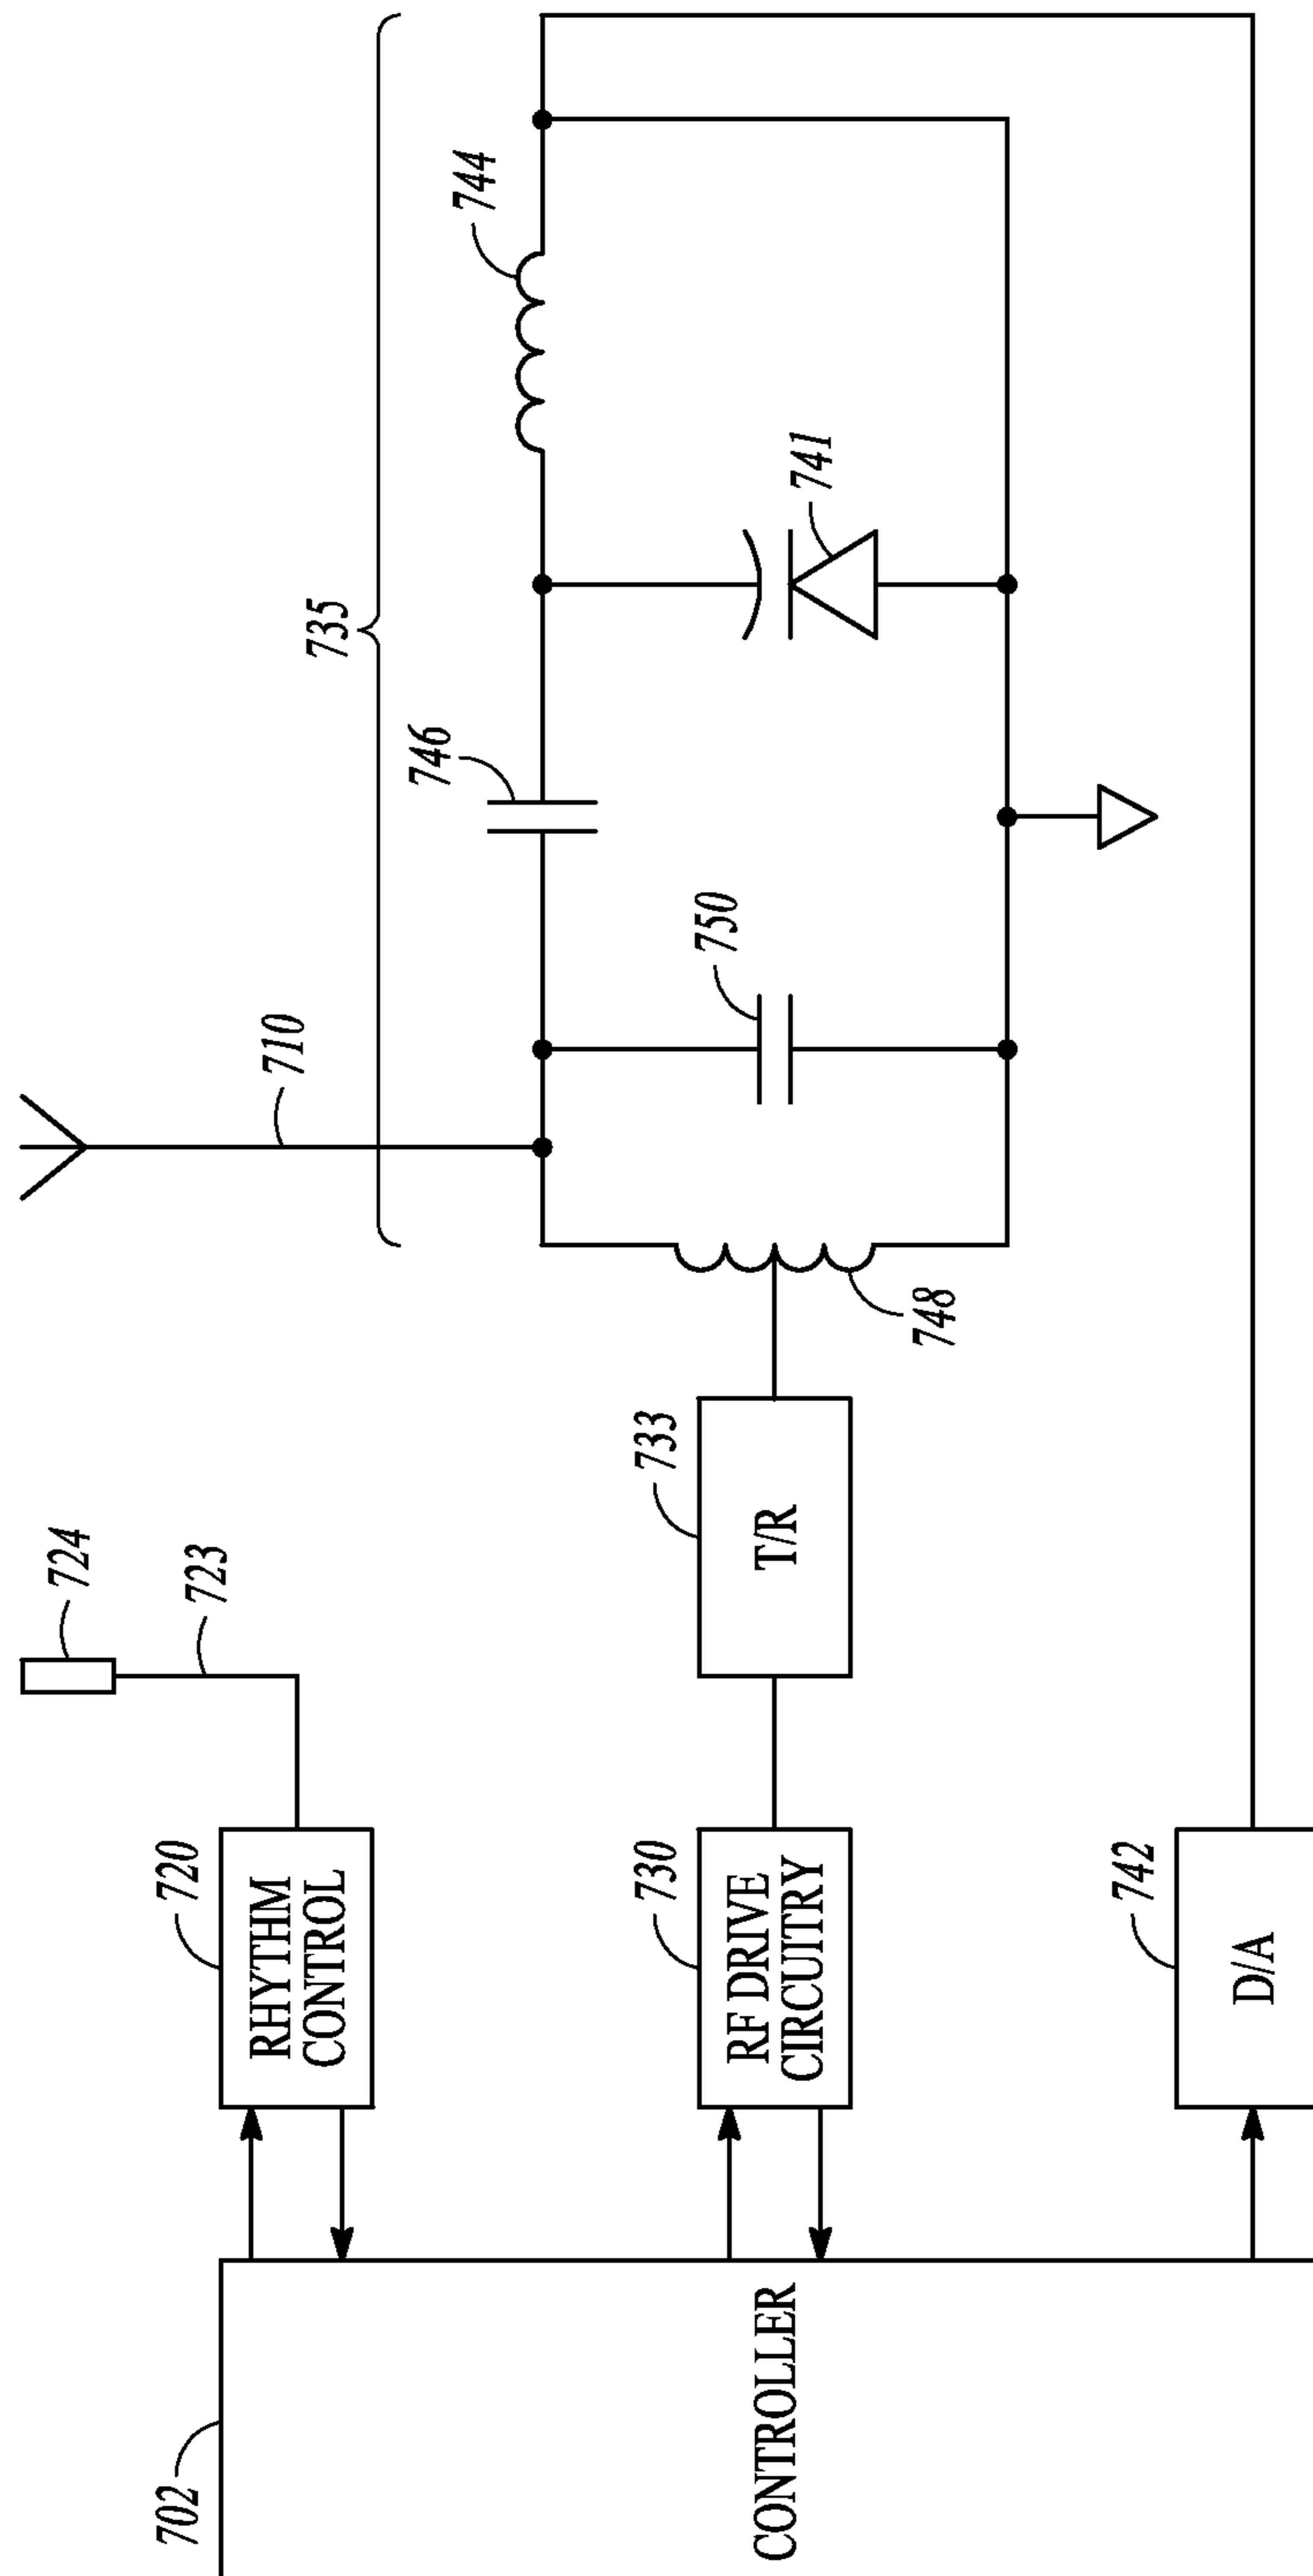 702
CONTROLLER
720
RHYTHM
CONTROL
724
723
730
RF DRIVE
CIRCUITRY
733
T/R
742
D/A
710
735
748
750
746
741
744